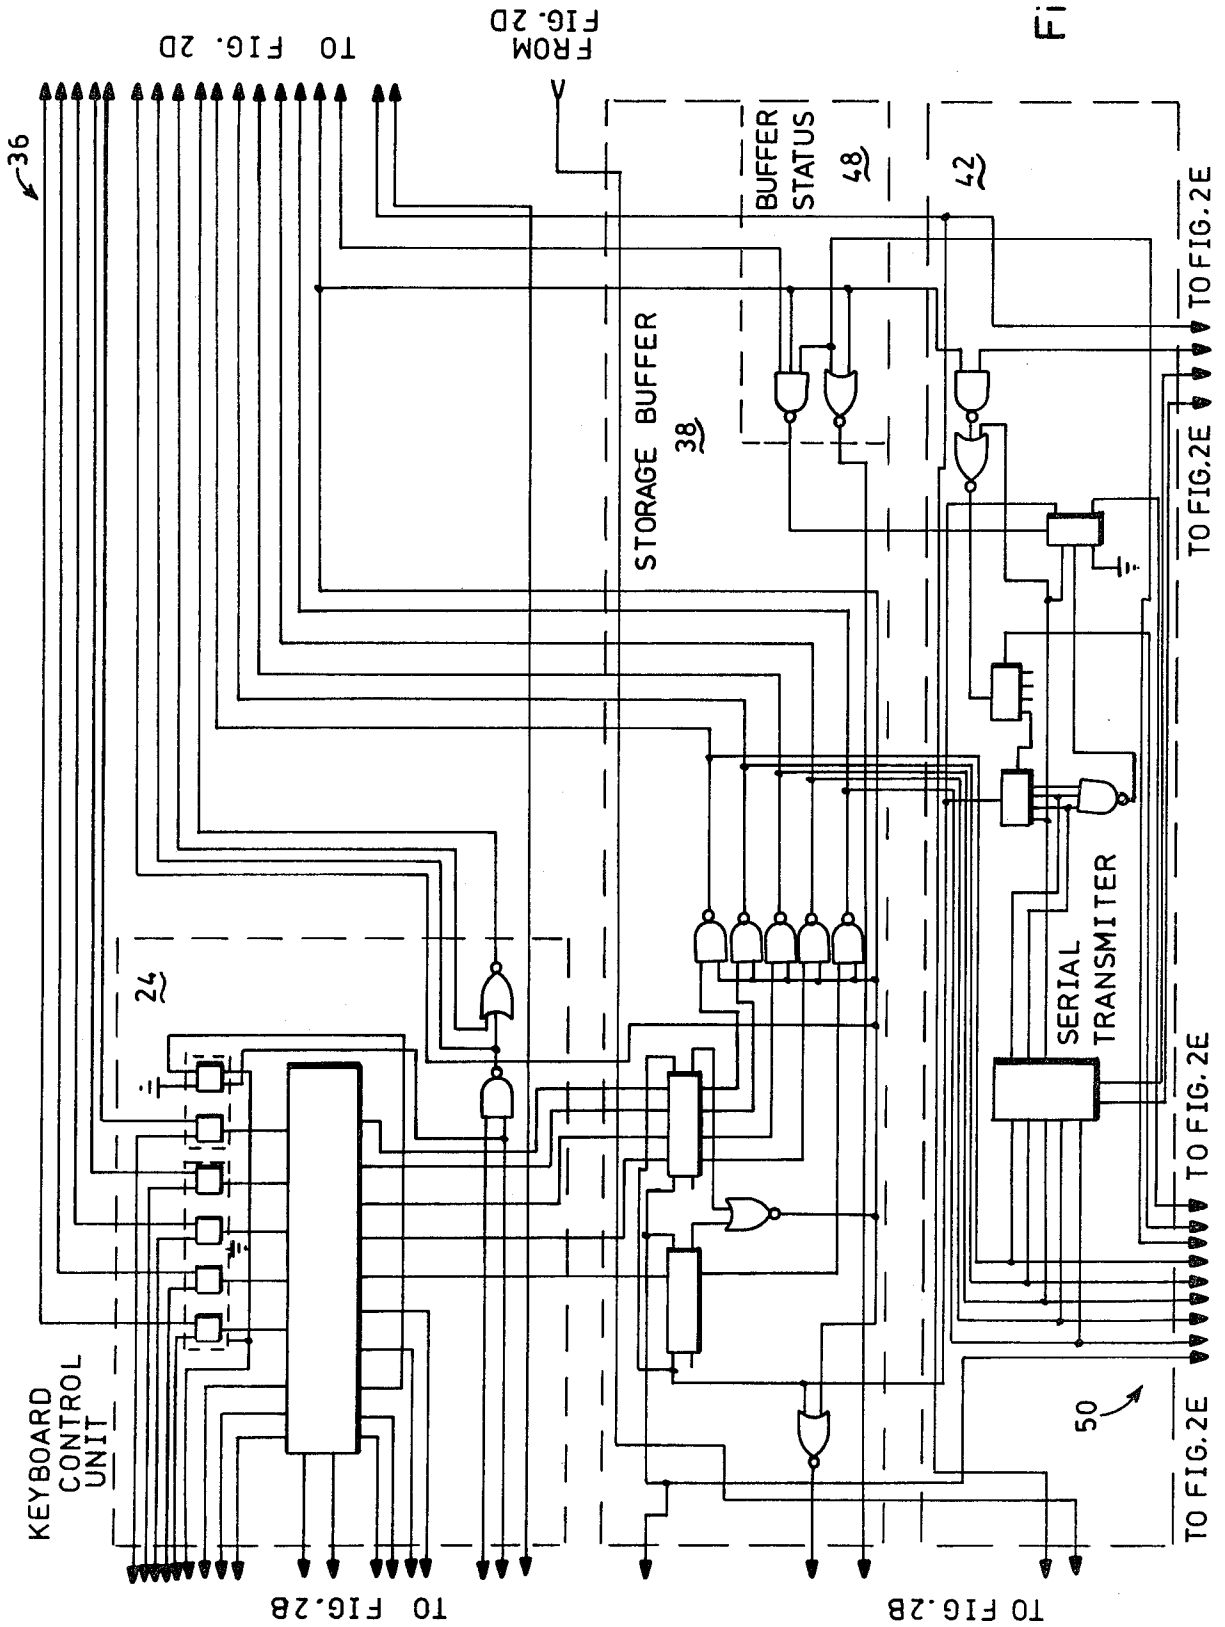 TO FIG. 2D
FROM
FIG. 2D
Fi
36
BUFFER
STATUS
48
42
STORAGE BUFFER
38
TO FIG. 2E
TO FIG. 2E
24
SERIAL
TRANSMITER
TO FIG. 2E
KEYBOARD
CONTROL
UNIT
50
TO FIG. 2E
TO FIG. 2B
TO FIG. 2B